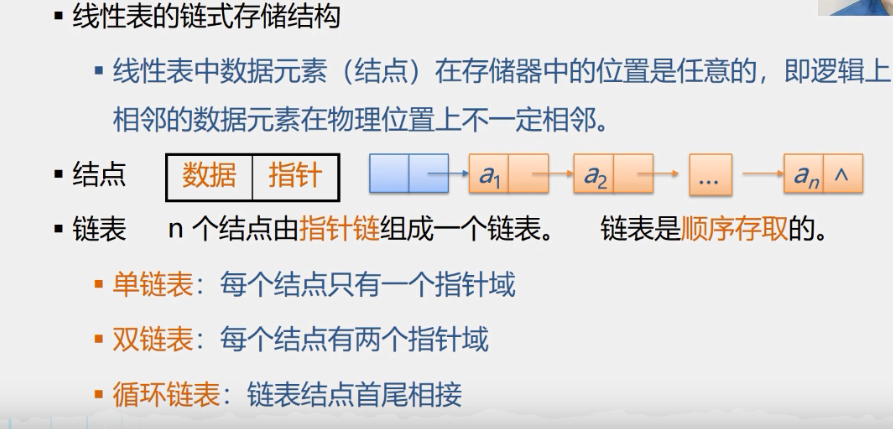 ▪ 线性表的链式存储结构
▪ 线性表中数据元素（结点）在存储器中的位置是任意的，即逻辑上
相邻的数据元素在物理位置上不一定相邻。
▪ 结点 数据 指针 a1 a2 … an ∧
▪ 链表 n 个结点由指针链组成一个链表。 链表是顺序存取的。
▪ 单链表：每个结点只有一个指针域
▪ 双链表：每个结点有两个指针域
▪ 循环链表：链表结点首尾相接